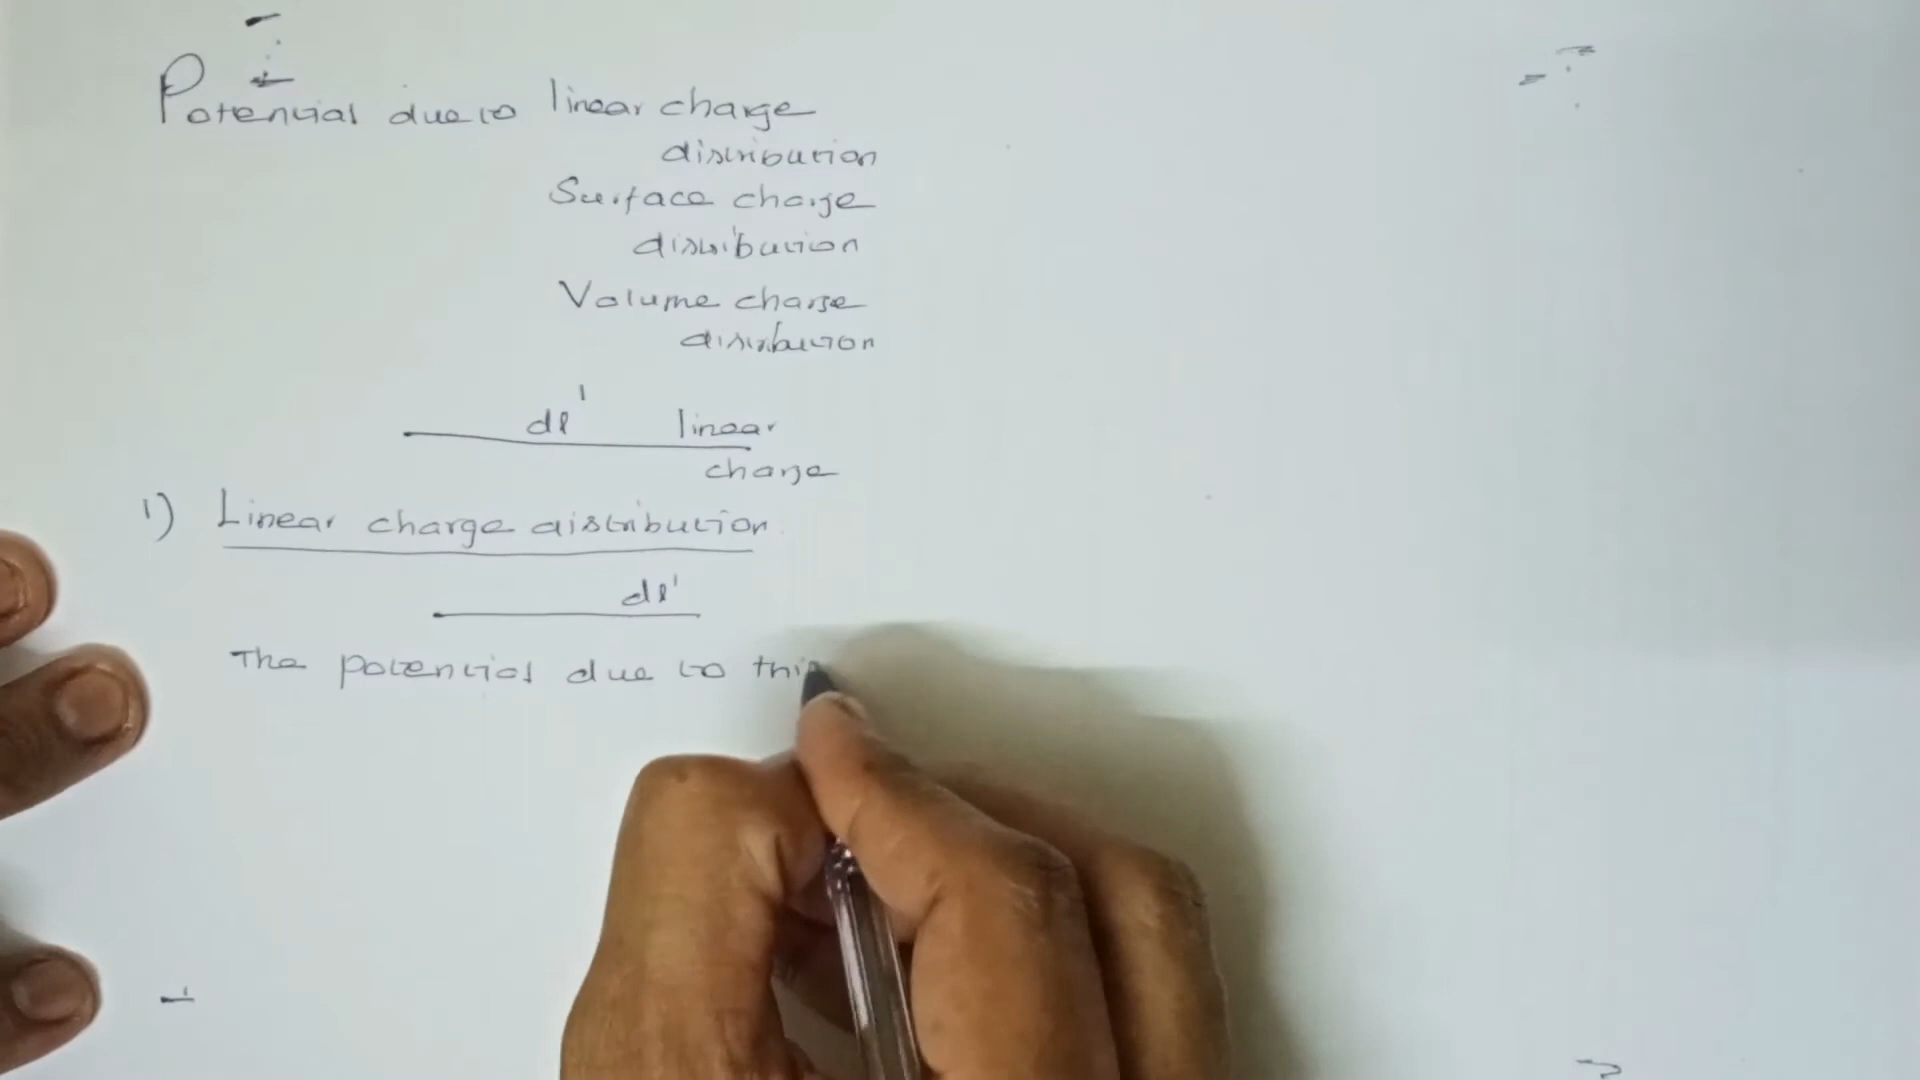 Potential due to linear charge
distribution
Surface charge
distribution
Volume charge
distribution
dl' linear
charge
1) Linear charge distribution
dl'
The potential due to this